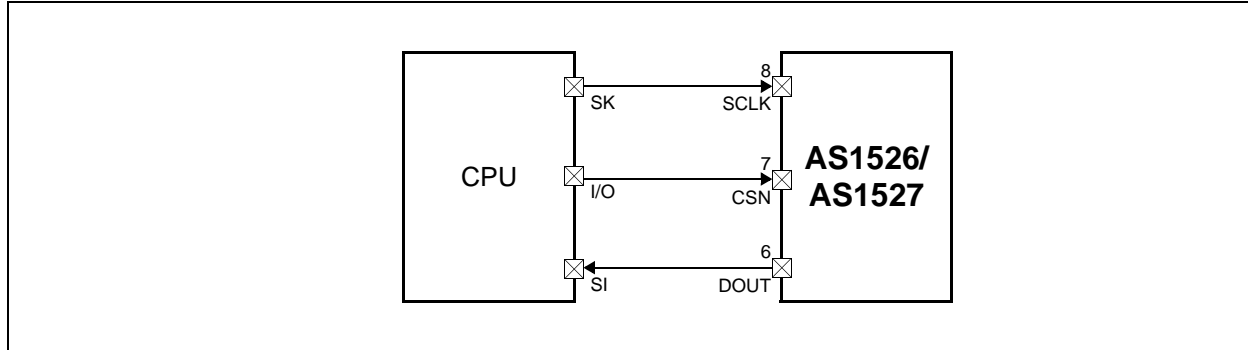 8
SK SCLK
CPU
7
AS1526/
AS1527
I/O CSN
6
SI DOUT